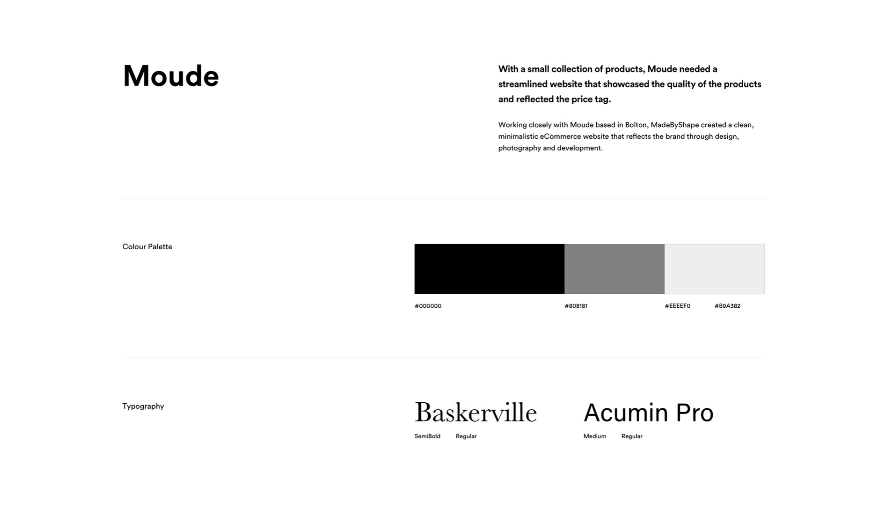 Moude
With a small collection of products, Moude needed a
streamlined website that showcased the quality of the products
and reflected the price tag.
Working closely with Moude based in Bolton, MadeByShape created a clean,
minimalistic eCommerce website that reflects the brand through design,
photography and development.
Colour Palette
#000000 #808181 #EEEEF0 #B9A382
Typography
Baskerville Acumin Pro
SemiBold Regular Medium Regular